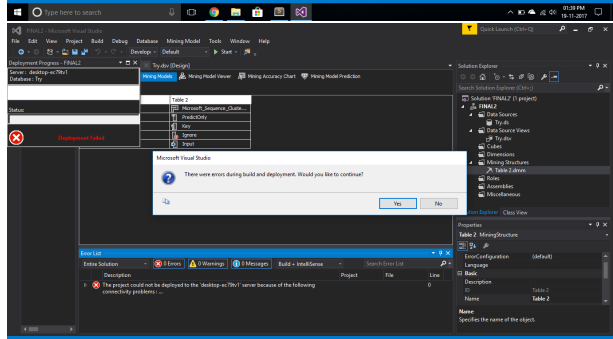 Type here to search
01:39 PM
19-11-2017
FINAL2 - Microsoft Visual Studio
Quick Launch (Ctrl+Q)
File Edit View Project Build Debug Database Mining Model Tools Window Help
Develop Default Start
Deployment Progress - FINAL2
Try.dsv [Design]
Solution Explorer
Server : desktop-ec79tv1
Database : Try
Mining Models Mining Model Viewer Mining Accuracy Chart Mining Model Prediction
Search Solution Explorer (Ctrl+;)
Solution 'FINAL2' (1 project)
FINAL2
Data Sources
Try.ds
Data Source Views
Try.dsv
Cubes
Dimensions
Mining Structures
Table 2.dmm
Roles
Assemblies
Miscellaneous
Table 2
Microsoft_Sequence_Cluste...
PredictOnly
Key
Ignore
Input
Status:
Deployment Failed
Microsoft Visual Studio
There were errors during build and deployment. Would you like to continue?
Yes No
Solution Explorer Class View
Properties
Table 2 MiningStructure
ErrorConfiguration (default)
Language
Basic
Description
ID Table 2
Name Table 2
Name
Specifies the name of the object.
Error List
Entire Solution 0 Errors 0 Warnings 0 Messages Build + IntelliSense Search Error List
Description Project File Line
The project could not be deployed to the 'desktop-ec79tv1' server because of the following 0
connectivity problems : ...